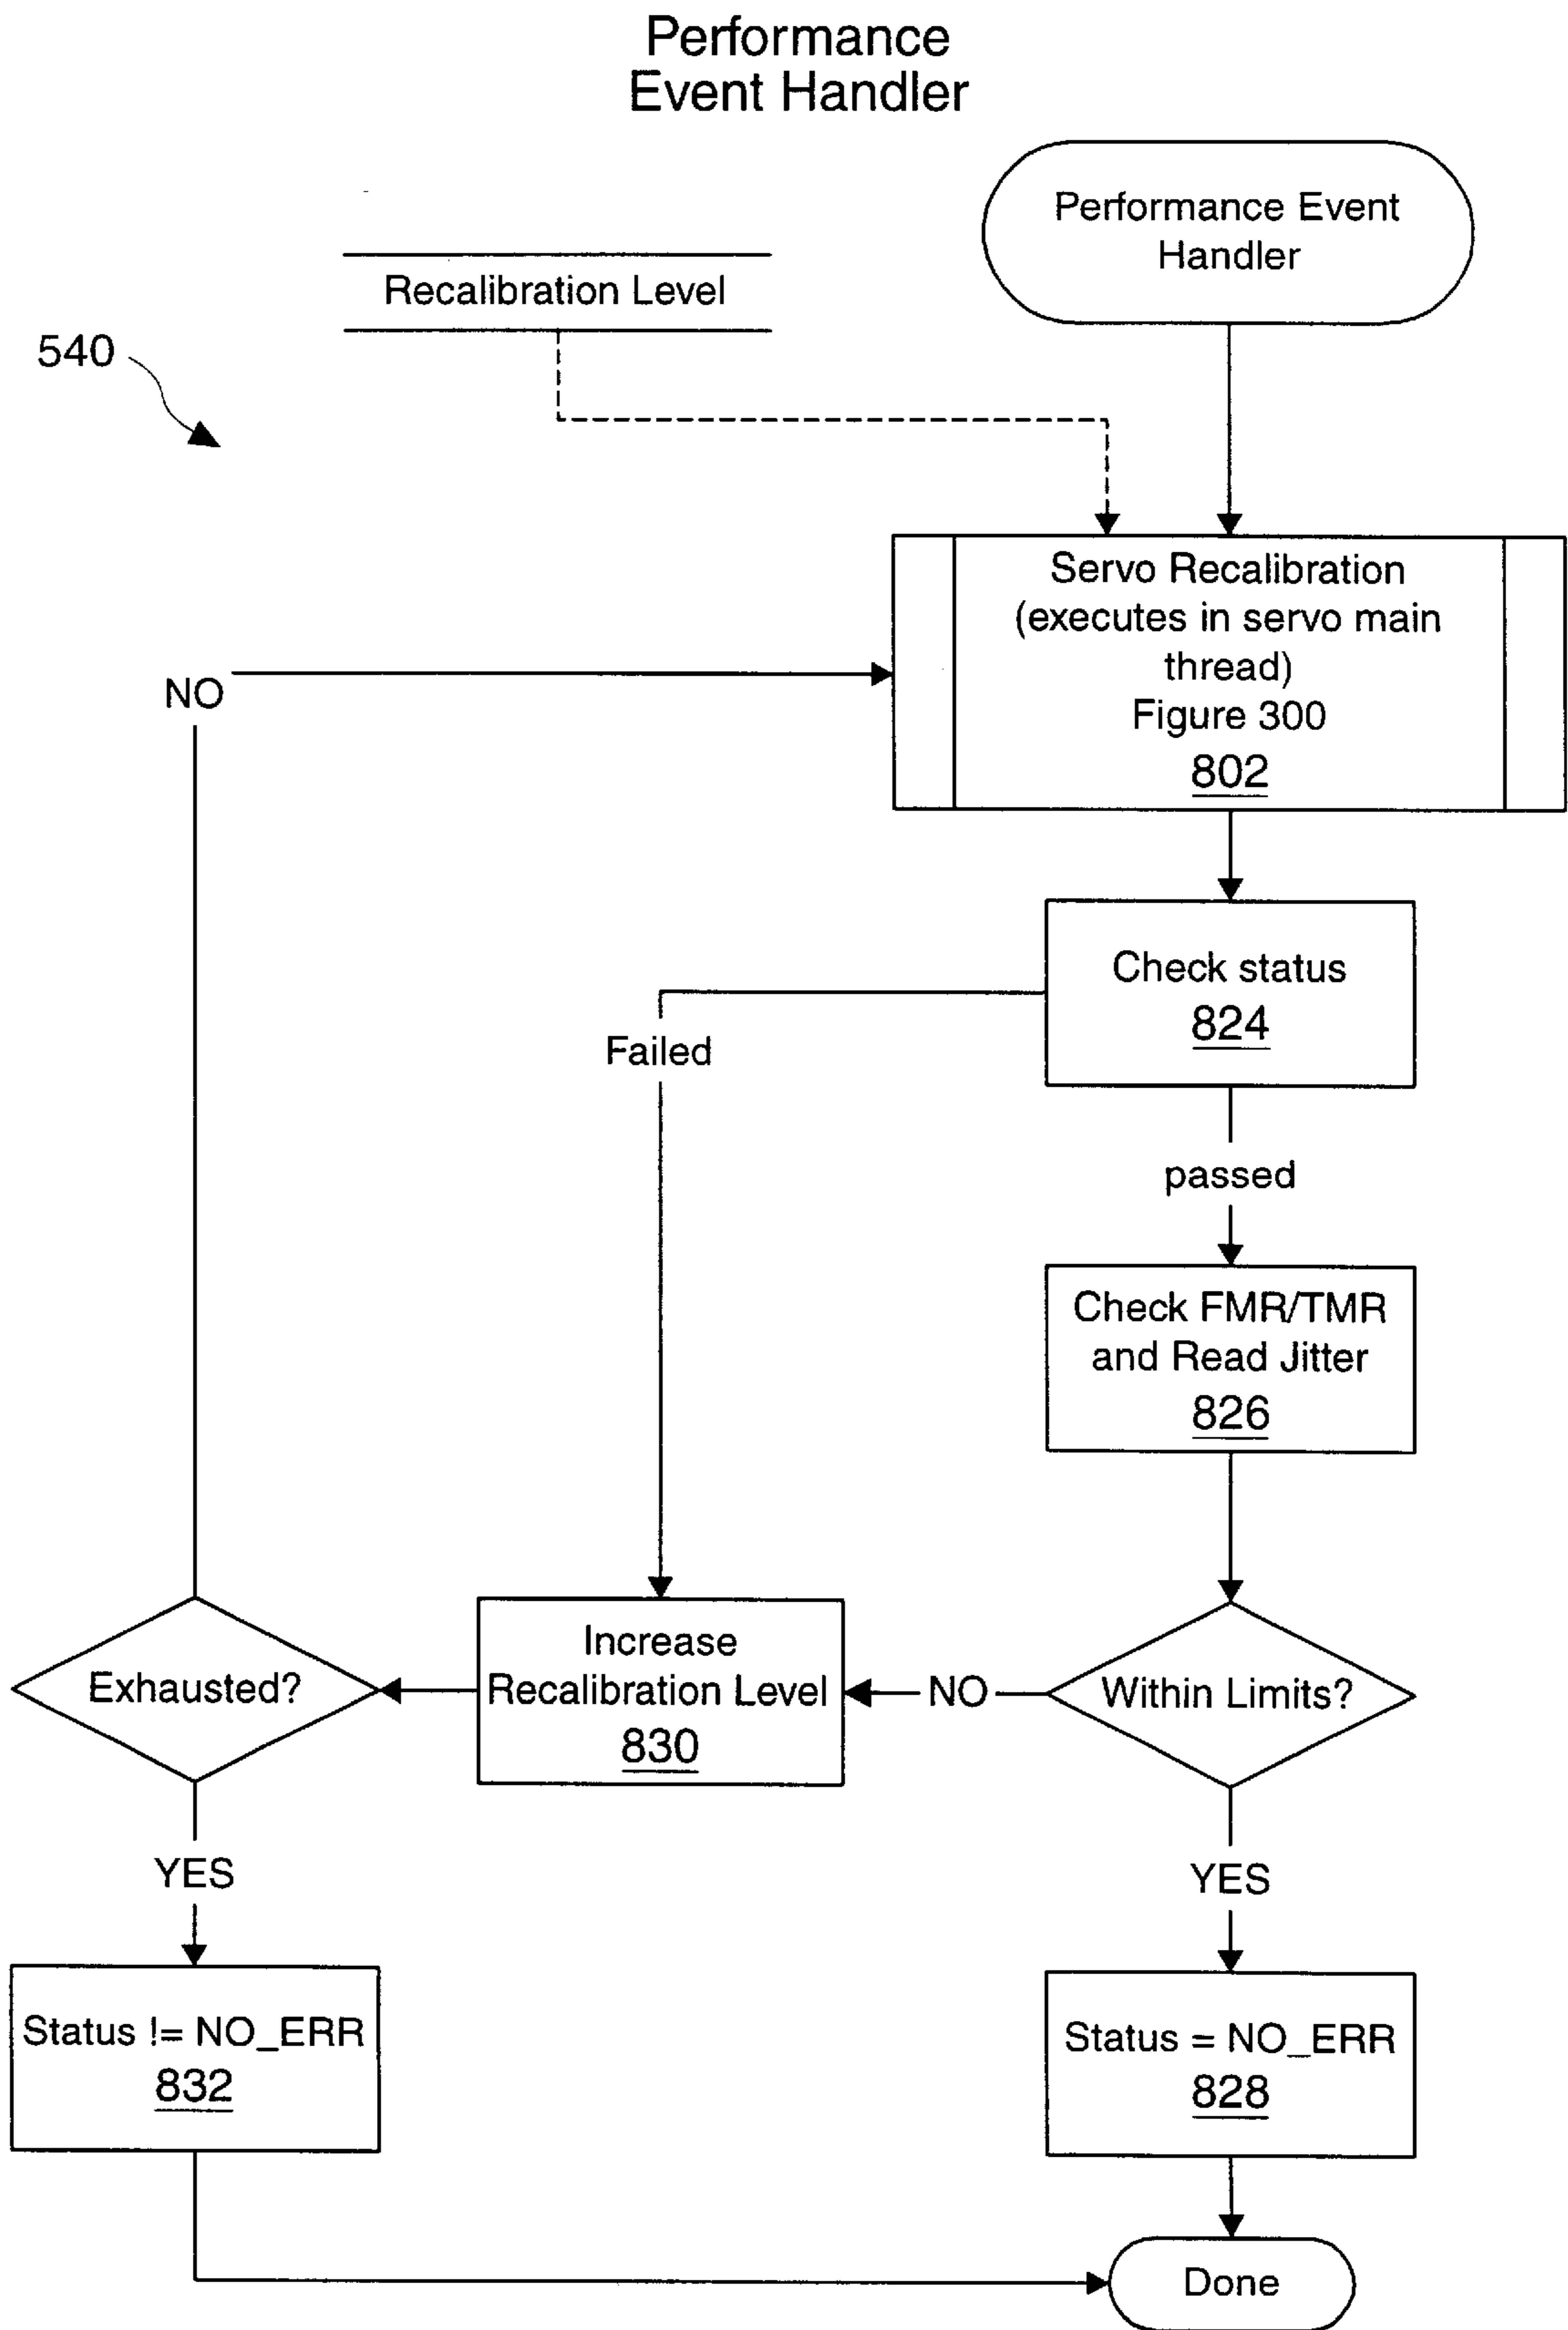 Performance
Event Handler
Performance Event
Handler
Recalibration Level
540
Servo Recalibration
(executes in servo main
thread)
Figure 300
802
NO
Check status
824
Failed
passed
Check FMR/TMR
and Read Jitter
826
Exhausted?
Increase
Recalibration Level
830
NO
Within Limits?
YES
YES
Status != NO_ERR
832
Status = NO_ERR
828
Done